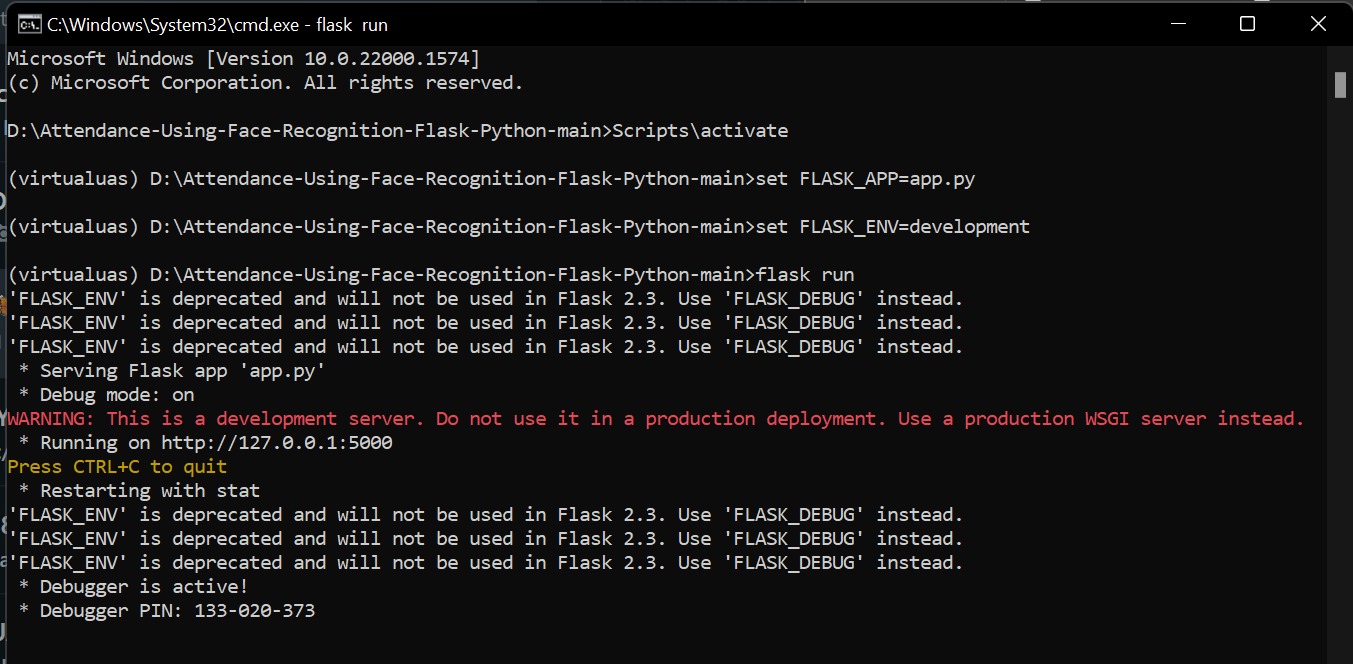 C:\Windows\System32\cmd.exe - flask  run
Microsoft Windows [Version 10.0.22000.1574]
(c) Microsoft Corporation. All rights reserved.
D:\Attendance-Using-Face-Recognition-Flask-Python-main>Scripts\activate
(virtualuas) D:\Attendance-Using-Face-Recognition-Flask-Python-main>set FLASK_APP=app.py
(virtualuas) D:\Attendance-Using-Face-Recognition-Flask-Python-main>set FLASK_ENV=development
(virtualuas) D:\Attendance-Using-Face-Recognition-Flask-Python-main>flask run
'FLASK_ENV' is deprecated and will not be used in Flask 2.3. Use 'FLASK_DEBUG' instead.
'FLASK_ENV' is deprecated and will not be used in Flask 2.3. Use 'FLASK_DEBUG' instead.
'FLASK_ENV' is deprecated and will not be used in Flask 2.3. Use 'FLASK_DEBUG' instead.
 * Serving Flask app 'app.py'
 * Debug mode: on
WARNING: This is a development server. Do not use it in a production deployment. Use a production WSGI server instead.
 * Running on http://127.0.0.1:5000
Press CTRL+C to quit
 * Restarting with stat
'FLASK_ENV' is deprecated and will not be used in Flask 2.3. Use 'FLASK_DEBUG' instead.
'FLASK_ENV' is deprecated and will not be used in Flask 2.3. Use 'FLASK_DEBUG' instead.
'FLASK_ENV' is deprecated and will not be used in Flask 2.3. Use 'FLASK_DEBUG' instead.
 * Debugger is active!
 * Debugger PIN: 133-020-373